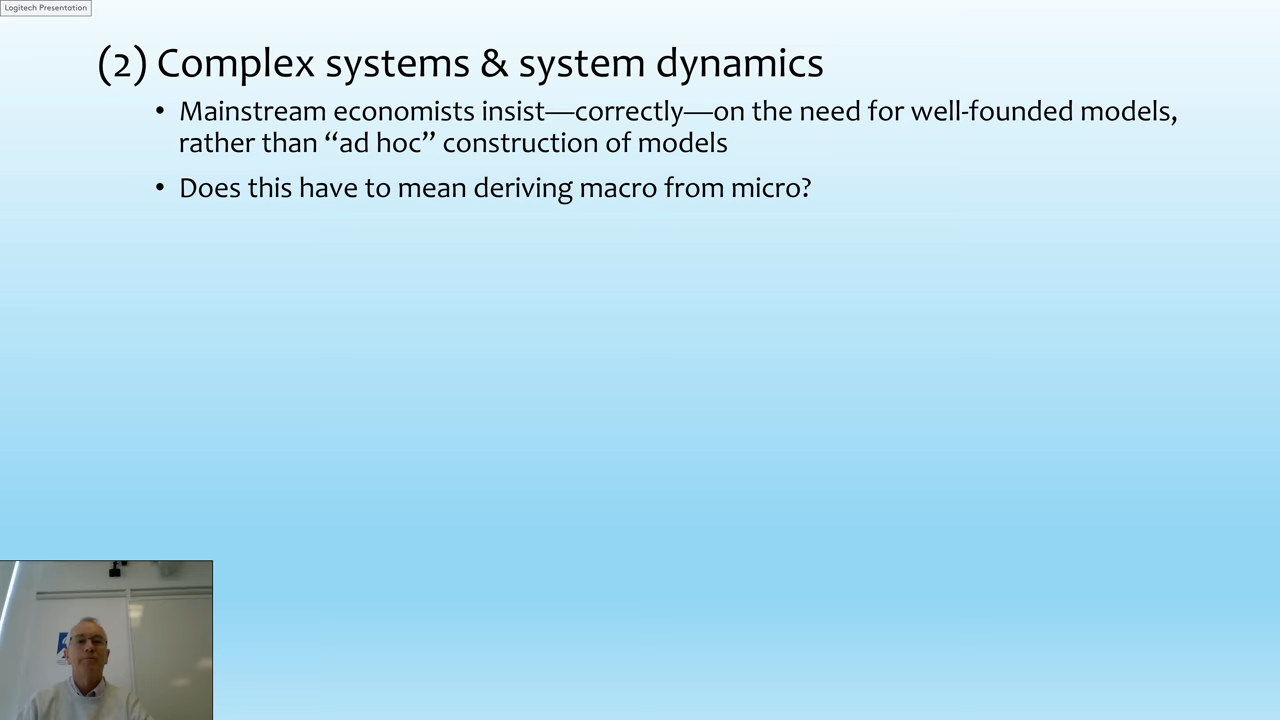 Logitech Presentation
(2) Complex systems & system dynamics
• Mainstream economists insist—correctly—on the need for well-founded models,
rather than “ad hoc” construction of models
• Does this have to mean deriving macro from micro?